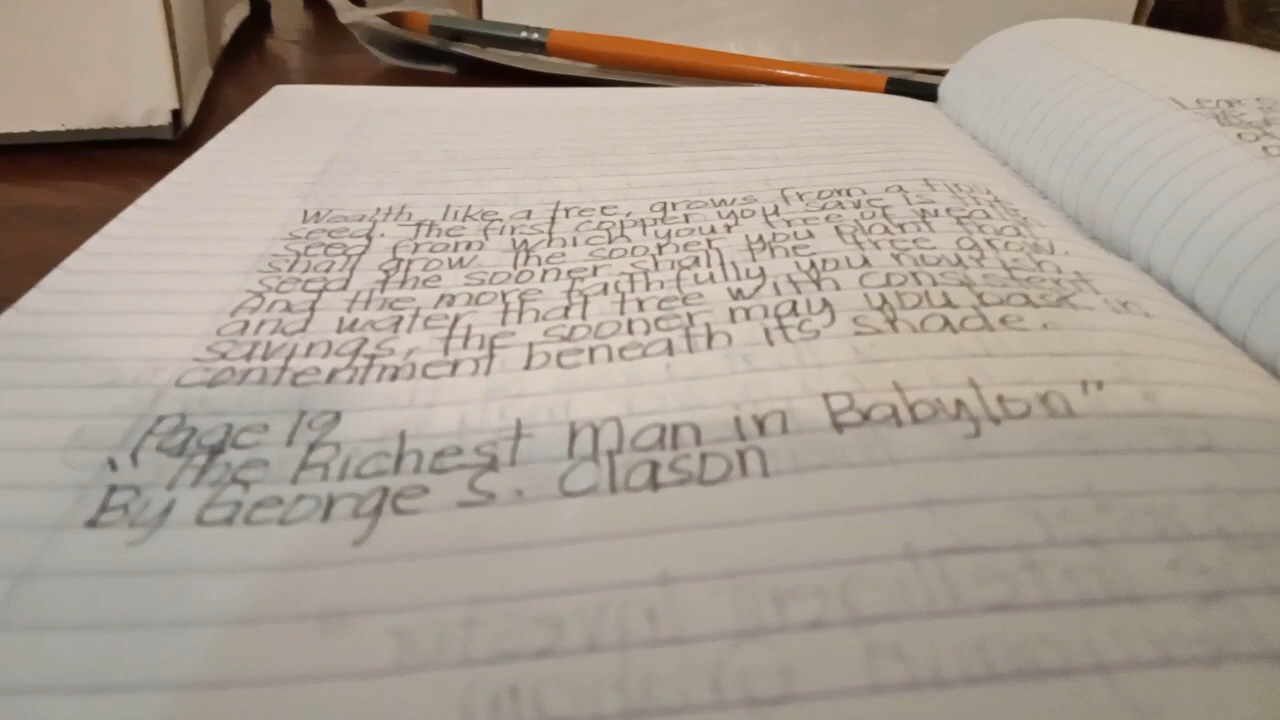 Wealth, like a tree, grows from a tiny
seed. The first copper you save is the
seed from which your tree of wealth
shall grow. The sooner you plant that
seed the sooner shall the tree grow.
And the more faithfully you nourish
and water that tree with consistent
savings, the sooner may you bask in
contentment beneath its shade.
Page 19
"The Richest Man in Babylon"
By George S. Clason